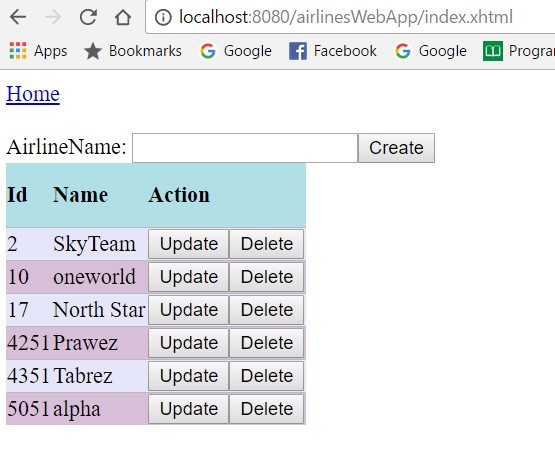 localhost:8080/airlinesWebApp/index.xhtml
Apps Bookmarks Google Facebook Google Progra
Home
AirlineName: Create
Id Name Action
2 SkyTeam Update Delete
10 oneworld Update Delete
17 North Star Update Delete
4251 Prawez Update Delete
4351 Tabrez Update Delete
5051 alpha Update Delete